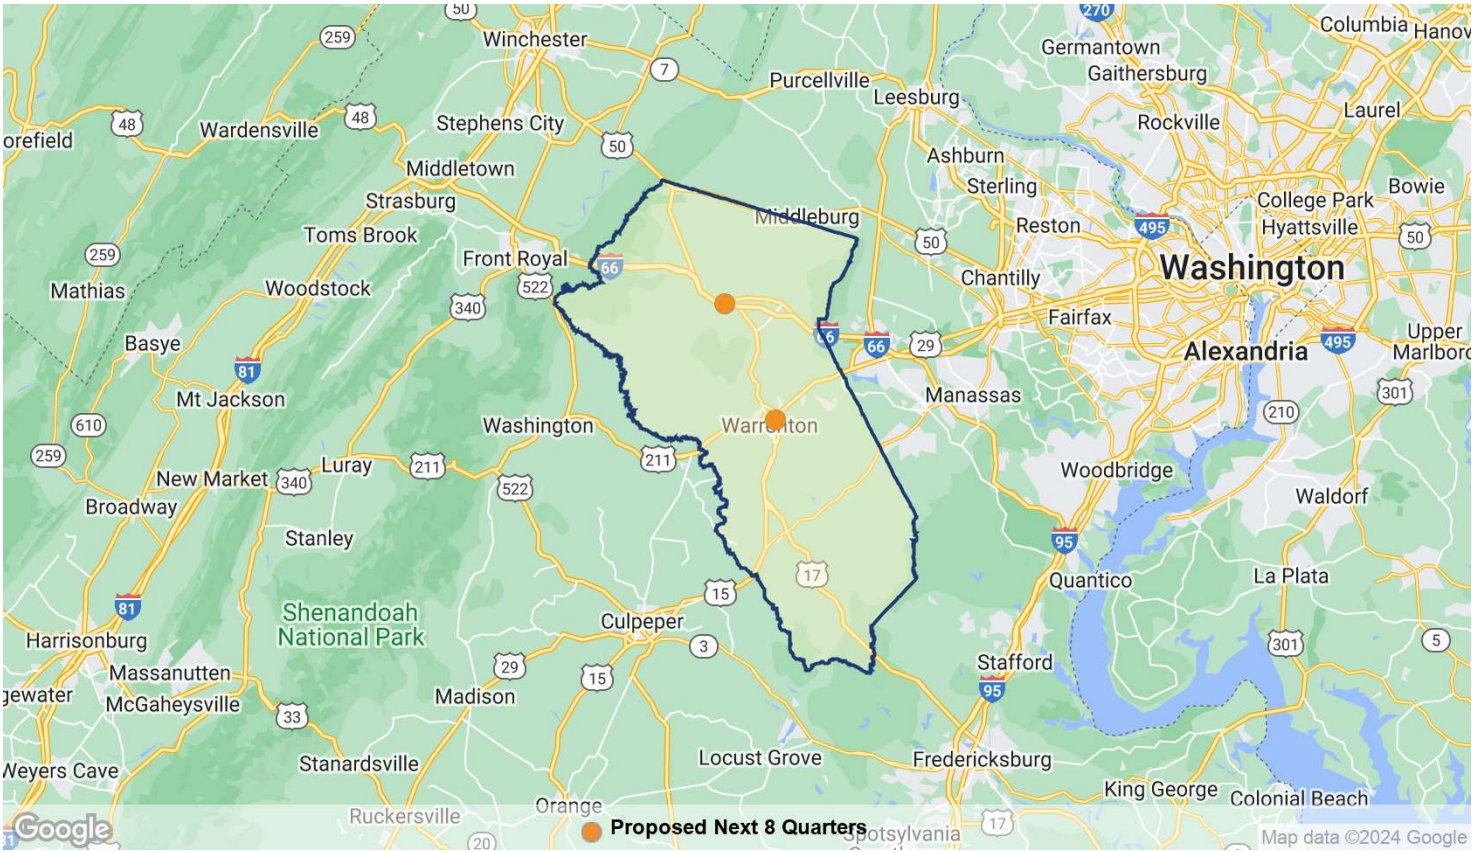 50
270
Columbia
Hanov
259
Winchester
Germantown
7
Purcellville
Gaithersburg
Leesburg
Laurel
48
Wardensville
48
Stephens City
Rockville
orefield
50
Ashburn
Middletown
Sterling
Bowie
Strasburg
College Park
Middleburg
Reston
495
Hyattsville
Toms Brook
50
50
259
Front Royal
66
Washington
Chantilly
Mathias
Woodstock
522
340
Fairfax
66
66
29
495
Upper
Marlboro
Basye
Alexandria
81
Mt Jackson
Manassas
301
610
Washington
Warrenton
210
259
211
Luray
211
Woodbridge
New Market
340
522
Waldorf
Broadway
Stanley
95
17
Quantico
La Plata
81
15
Shenandoah
National Park
Culpeper
Harrisonburg
3
301
5
29
Stafford
Massanutten
15
95
gewater
McGaheysville
Madison
33
Stanardsville
Locust Grove
Fredericksburg
Weyers Cave
King George
Colonial Beach
Orange
Ruckersville
17
Google
Proposed Next 8 Quarters
Spotsylvania
20
Map data ©2024 Google